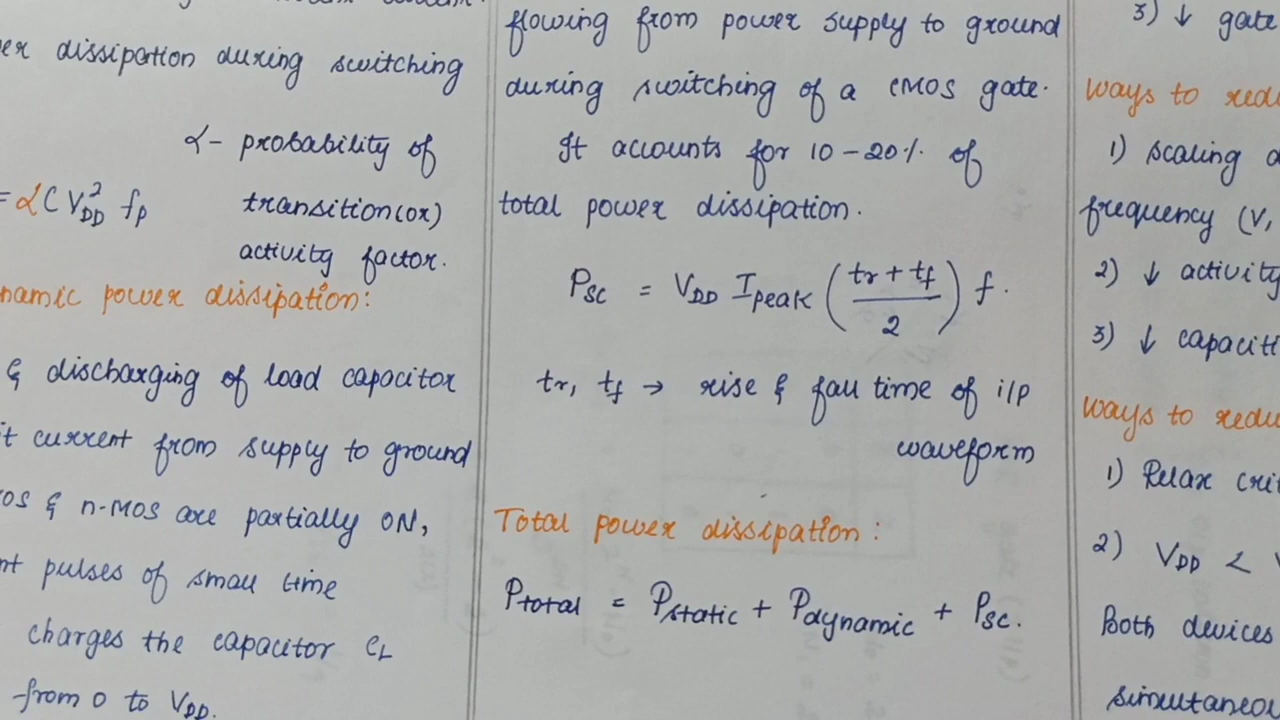 er dissipation during switching
α- probability of
= αC V²DD fp
transition(or)
activity factor.
namic power dissipation:
& discharging of load capacitor
it current from supply to ground
OS & n-MOS are partially ON,
nt pulses of small time
charges the capacitor CL
from 0 to VDD.
flowing from power supply to ground
during switching of a CMOS gate.
It accounts for 10-20% of
total power dissipation.
Psc = VDD Ipeak (tr + tf / 2) f.
tr, tf → rise & fall time of i/p
waveform
Total power dissipation:
Ptotal = Pstatic + Pdynamic + Psc.
3) ↓ gate
ways to redu
1) scaling
frequency (V,
2) ↓ activity
3) ↓ capacit
ways to redu
1) Relax cri
2) VDD <
Both devices
simultaneou